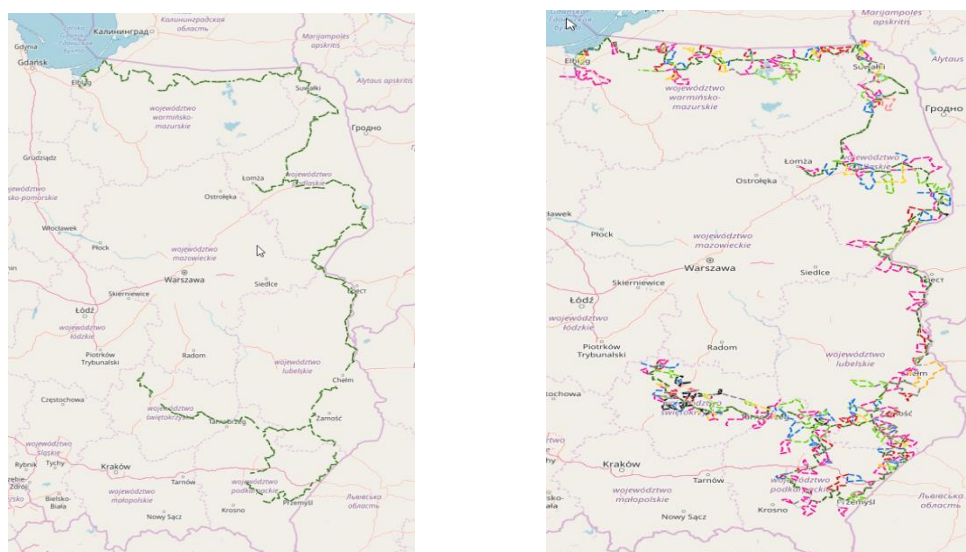 Калининградская
область
Калининград
Marijampolės
apskritis
Gdynia
Gdańsk
Elbląg
Alytaus apskritis
Suwałki
województwo
warmińsko-
mazurskie
Гродно
Grudziądz
Łomża
Ostrołęka
Włocławek
Płock
województwo
mazowieckie
Warszawa
Siedlce
Skierniewice
Łódź
województwo
łódzkie
Piotrków
Trybunalski
Radom
województwo
lubelskie
Chełm
Częstochowa
Zamość
Tarnobrzeg
województwo
śląskie
Rybnik
Tychy
Kraków
Tarnów
województwo
małopolskie
Bielsko-
Biała
Nowy Sącz
Krosno
Przemyśl
Львівська
область
Marijampolės
apskritis
Elbląg
Alytaus
Suwałki
województwo
warmińsko-
mazurskie
Гродно
Łomża
Ostrołęka
Płock
województwo
mazowieckie
Warszawa
Siedlce
Skierniewice
Łódź
województwo
łódzkie
Piotrków
Trybunalski
Radom
województwo
lubelskie
Kraków
Tarnów
województwo
podkarpackie
województwo
małopolskie
Nowy Sącz
Krosno
Przemyśl
Львівська
область